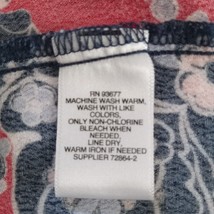 RN 93677
MACHINE WASH WARM,
WASH WITH LIKE
COLORS,
ONLY NON-CHLORINE
BLEACH WHEN
NEEDED,
LINE DRY,
WARM IRON IF NEEDED
SUPPLIER 72864-2